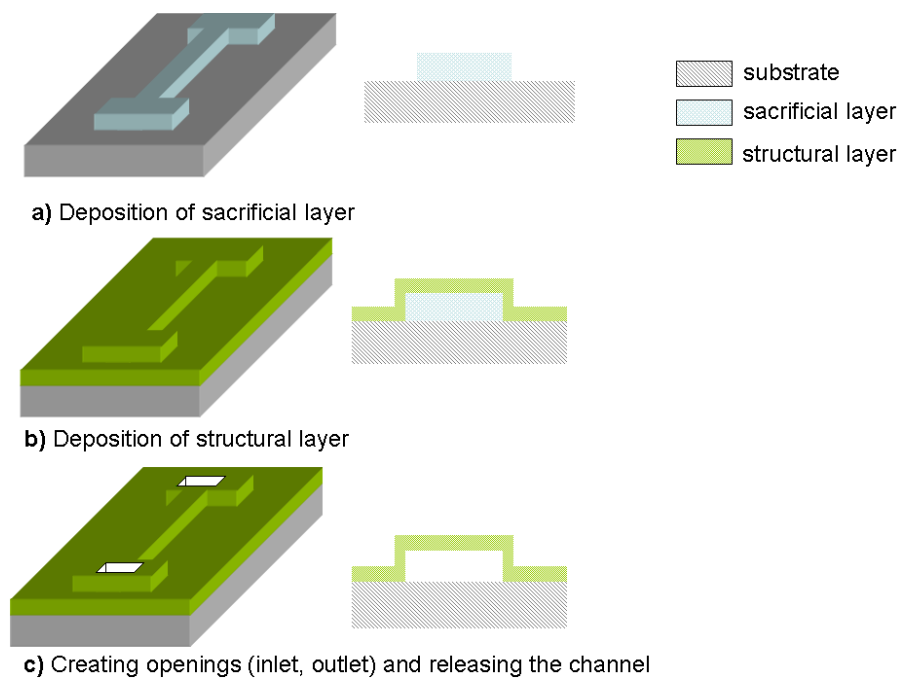 substrate
sacrificial layer
structural layer
a) Deposition of sacrificial layer
b) Deposition of structural layer
c) Creating openings (inlet, outlet) and releasing the channel